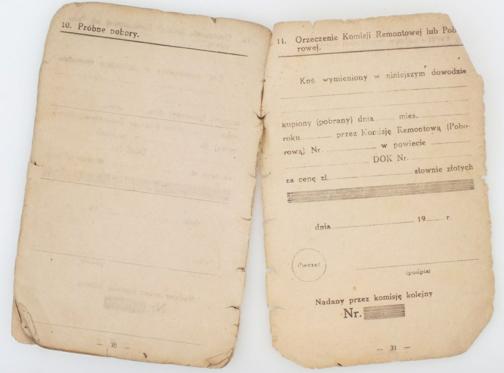 10. Próbne pobory.
11. Orzeczenie Komisji Remontowej lub Pob
rowej.
Koń wymieniony w niniejszym dowodzie
kupiony (pobrany) dnia mies.
roku przez Komisję Remontową (Pobo-
rową) Nr. w powiecie
DOK Nr.
za cenę zł. słownie złotych
dnia 19 r.
(Pieczęć)
(podpis)
Nadany przez komisję kolejny
Nr.
— 31 —